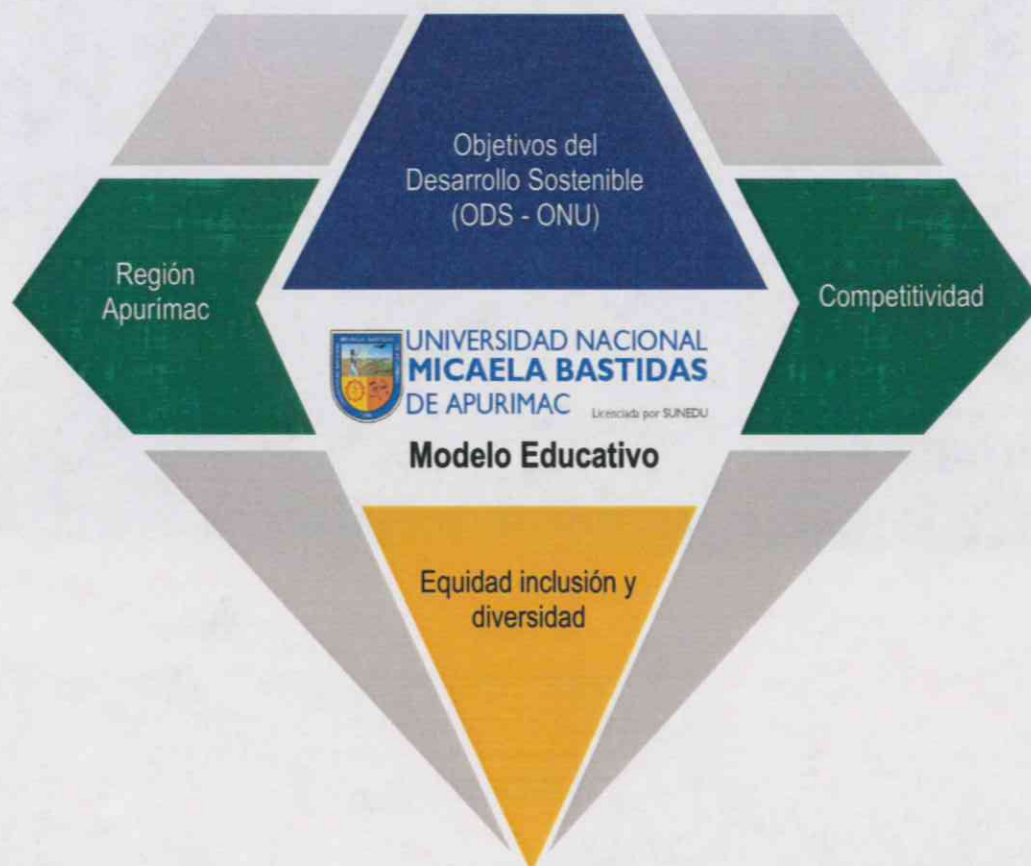 Objetivos del
Desarrollo Sostenible
(ODS - ONU)
Región
Apurímac
Competitividad
UNIVERSIDAD NACIONAL
MICAELA BASTIDAS
DE APURIMAC Licenciada por SUNEDU
Modelo Educativo
Equidad inclusión y
diversidad